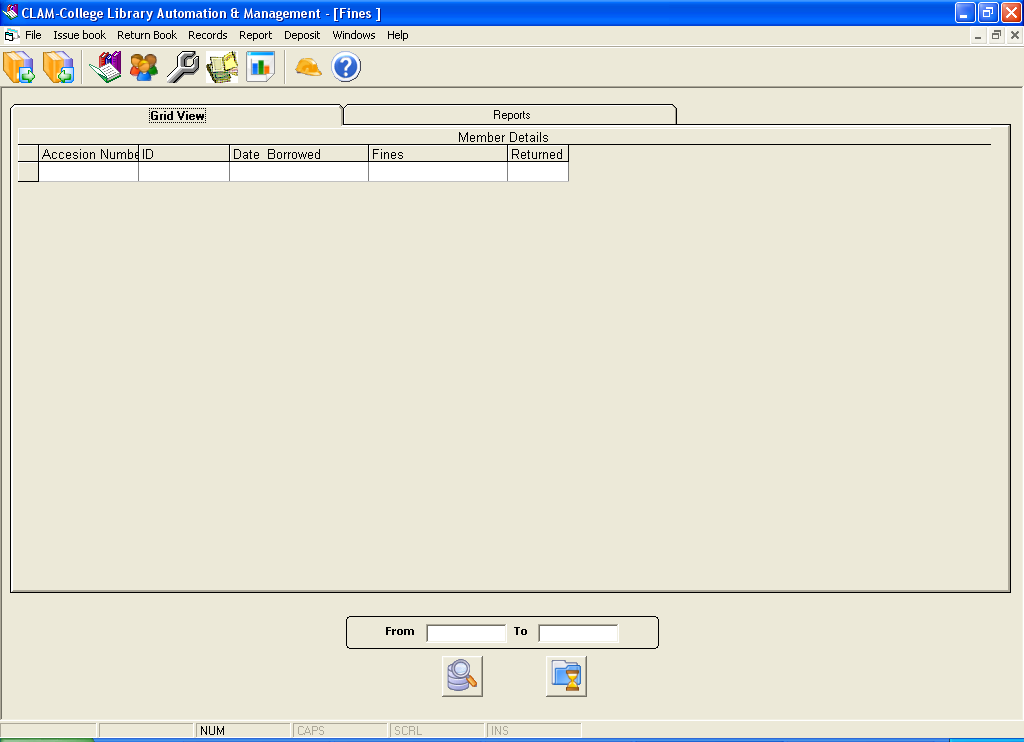 CLAM-College Library Automation & Management - [Fines ]
File Issue book Return Book Records Report Deposit Windows Help
Grid View Reports
Member Details
Accesion Numbe ID Date Borrowed Fines Returned
From To
NUM CAPS SCRL INS